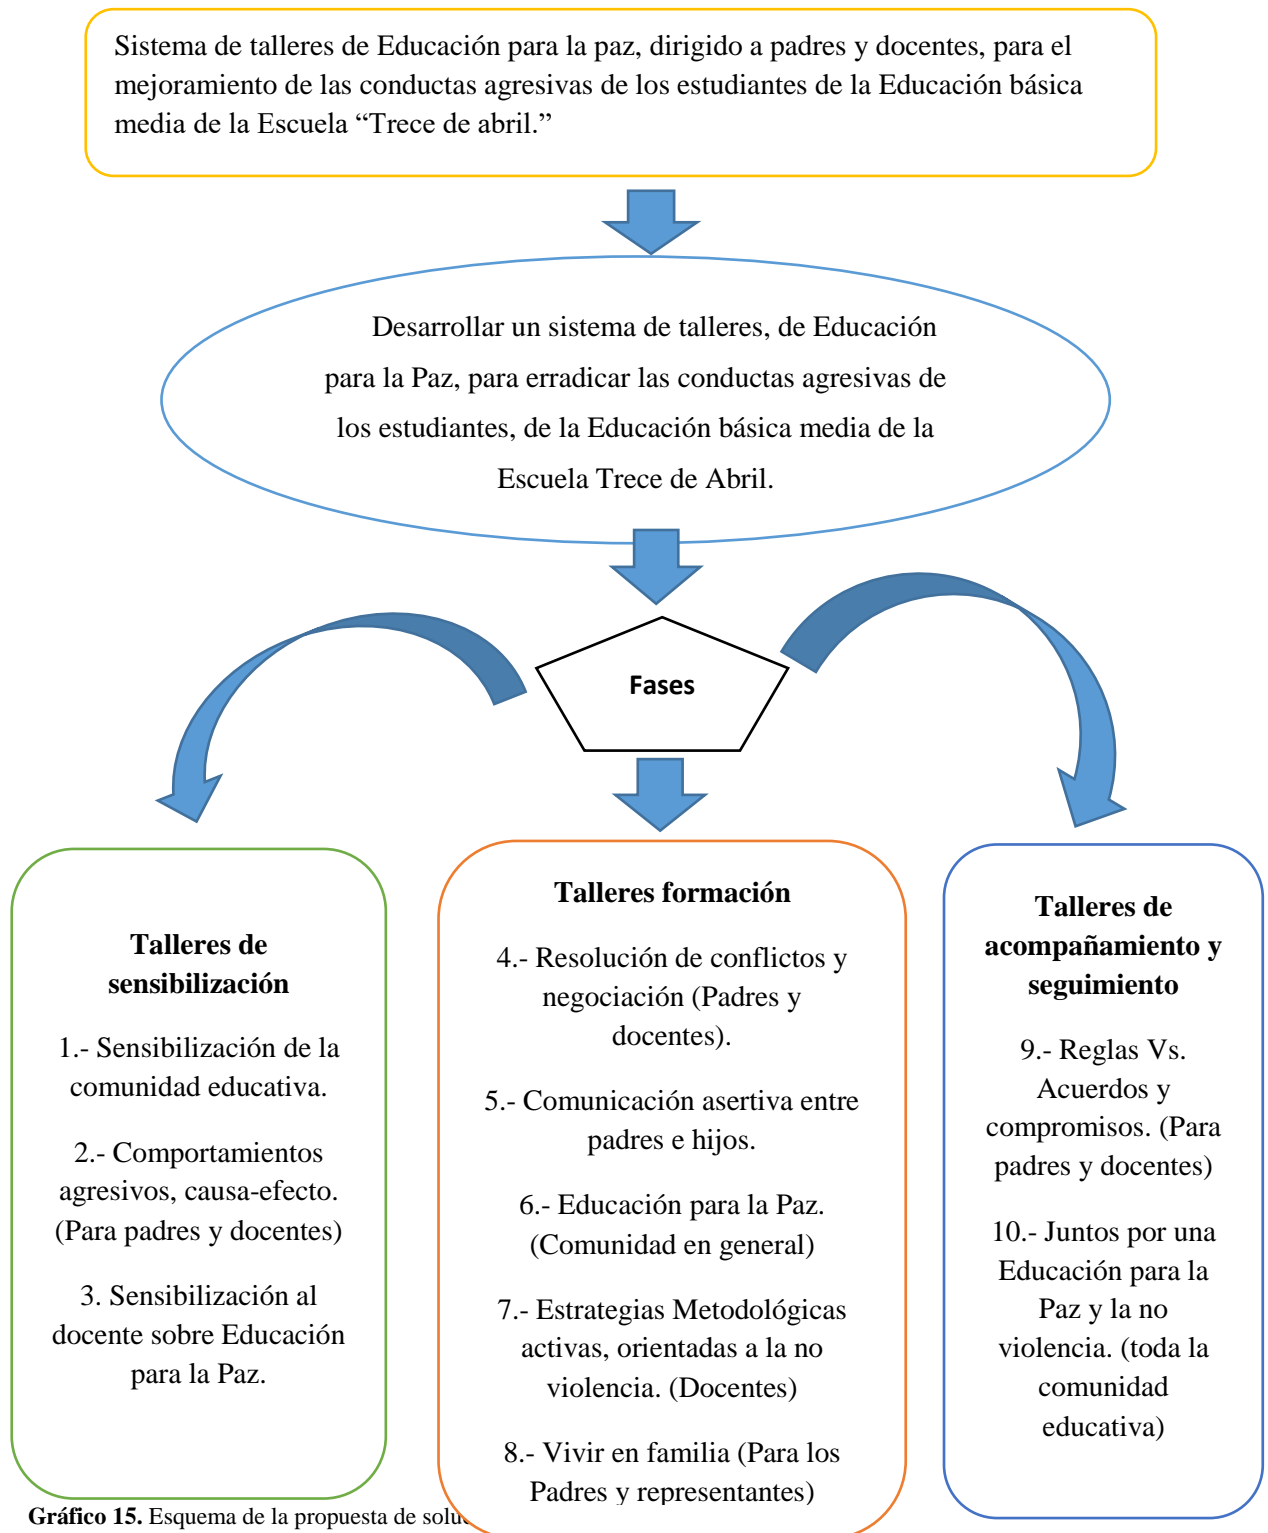 Sistema de talleres de Educación para la paz, dirigido a padres y docentes, para el
mejoramiento de las conductas agresivas de los estudiantes de la Educación básica
media de la Escuela “Trece de abril.”
Desarrollar un sistema de talleres, de Educación
para la Paz, para erradicar las conductas agresivas de
los estudiantes, de la Educación básica media de la
Escuela Trece de Abril.
Fases
Talleres de
sensibilización
1.- Sensibilización de la
comunidad educativa.
2.- Comportamientos
agresivos, causa-efecto.
(Para padres y docentes)
3. Sensibilización al
docente sobre Educación
para la Paz.
Talleres formación
4.- Resolución de conflictos y
negociación (Padres y
docentes).
5.- Comunicación asertiva entre
padres e hijos.
6.- Educación para la Paz.
(Comunidad en general)
7.- Estrategias Metodológicas
activas, orientadas a la no
violencia. (Docentes)
8.- Vivir en familia (Para los
Padres y representantes)
Talleres de
acompañamiento y
seguimiento
9.- Reglas Vs.
Acuerdos y
compromisos. (Para
padres y docentes)
10.- Juntos por una
Educación para la
Paz y la no
violencia. (toda la
comunidad
educativa)
Gráfico 15. Esquema de la propuesta de